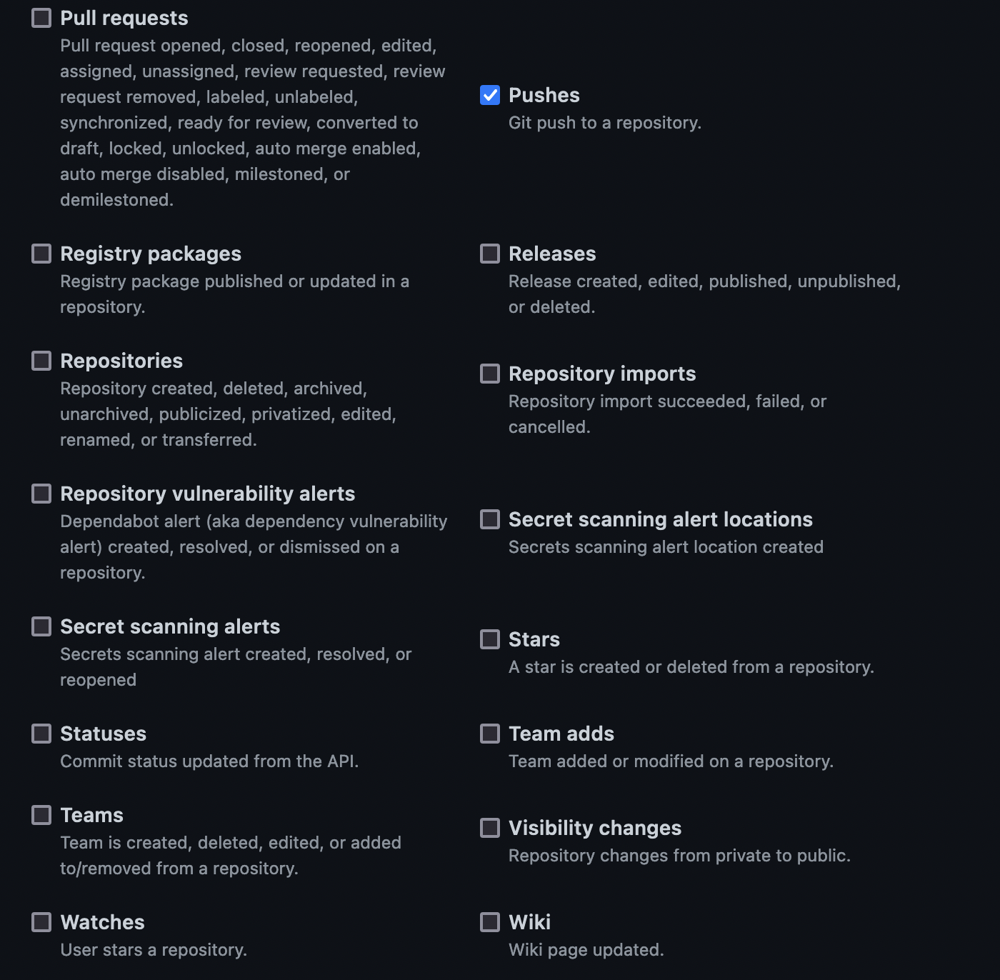 Pull requests
Pull request opened, closed, reopened, edited,
assigned, unassigned, review requested, review
request removed, labeled, unlabeled,
synchronized, ready for review, converted to
draft, locked, unlocked, auto merge enabled,
auto merge disabled, milestoned, or
demilestoned.
Pushes
Git push to a repository.
Registry packages
Registry package published or updated in a
repository.
Releases
Release created, edited, published, unpublished,
or deleted.
Repositories
Repository created, deleted, archived,
unarchived, publicized, privatized, edited,
renamed, or transferred.
Repository imports
Repository import succeeded, failed, or
cancelled.
Repository vulnerability alerts
Dependabot alert (aka dependency vulnerability
alert) created, resolved, or dismissed on a
repository.
Secret scanning alert locations
Secrets scanning alert location created
Secret scanning alerts
Secrets scanning alert created, resolved, or
reopened
Stars
A star is created or deleted from a repository.
Statuses
Commit status updated from the API.
Team adds
Team added or modified on a repository.
Teams
Team is created, deleted, edited, or added
to/removed from a repository.
Visibility changes
Repository changes from private to public.
Watches
User stars a repository.
Wiki
Wiki page updated.